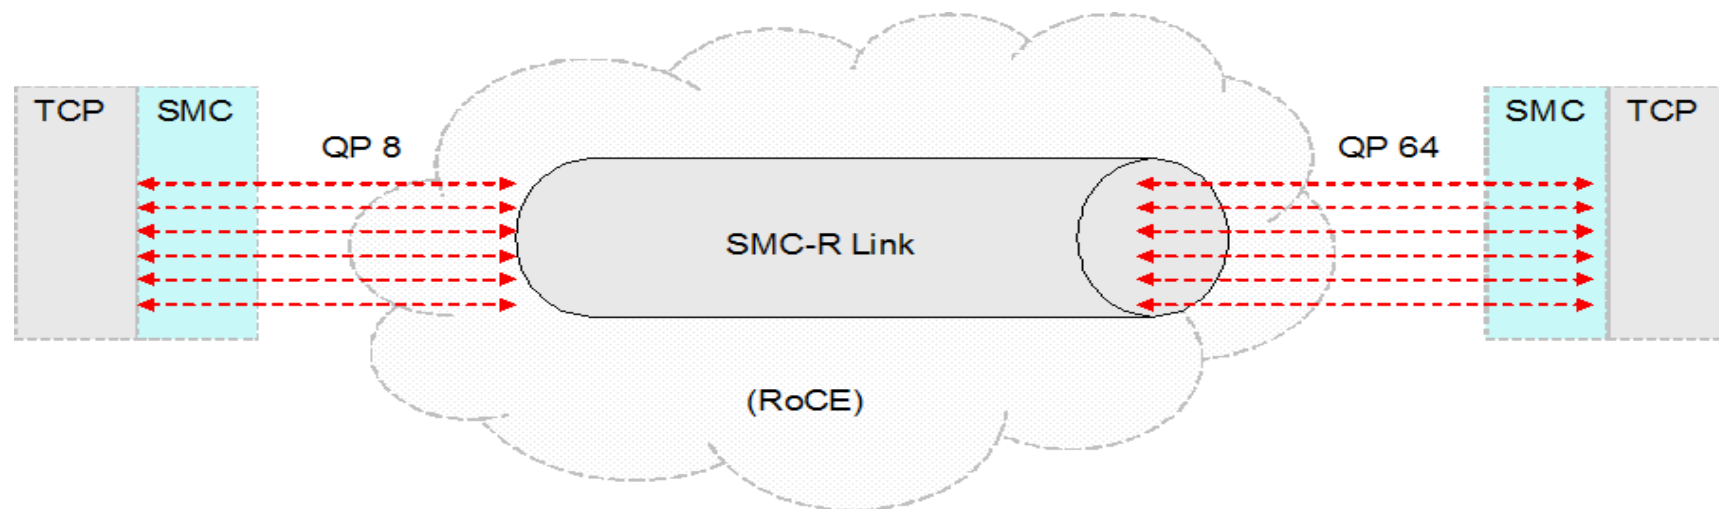 TCP SMC SMC TCP
QP 8 QP 64
SMC-R Link
(RoCE)